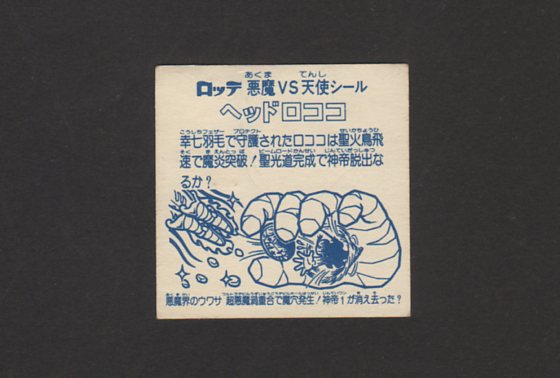 ロッテ 悪魔VS天使シール
ヘッドロココ
幸七羽毛で守護されたロココは聖火鳥飛
速で魔炎突破!聖光道完成で神帝脱出な
るか?
悪魔界のウワサ 超悪魔渦重合で魔穴発生!神帝1が消え去った?